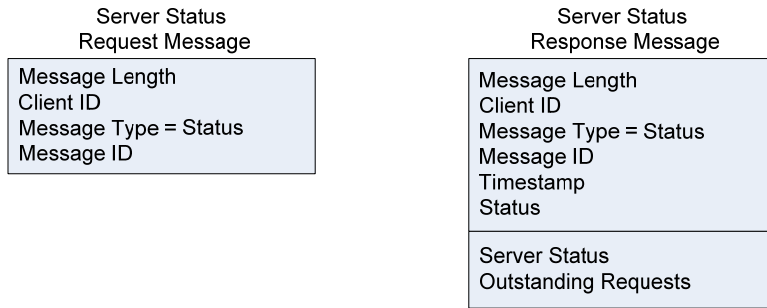 Server Status
Request Message
Message Length
Client ID
Message Type = Status
Message ID
Server Status
Response Message
Message Length
Client ID
Message Type = Status
Message ID
Timestamp
Status
Server Status
Outstanding Requests